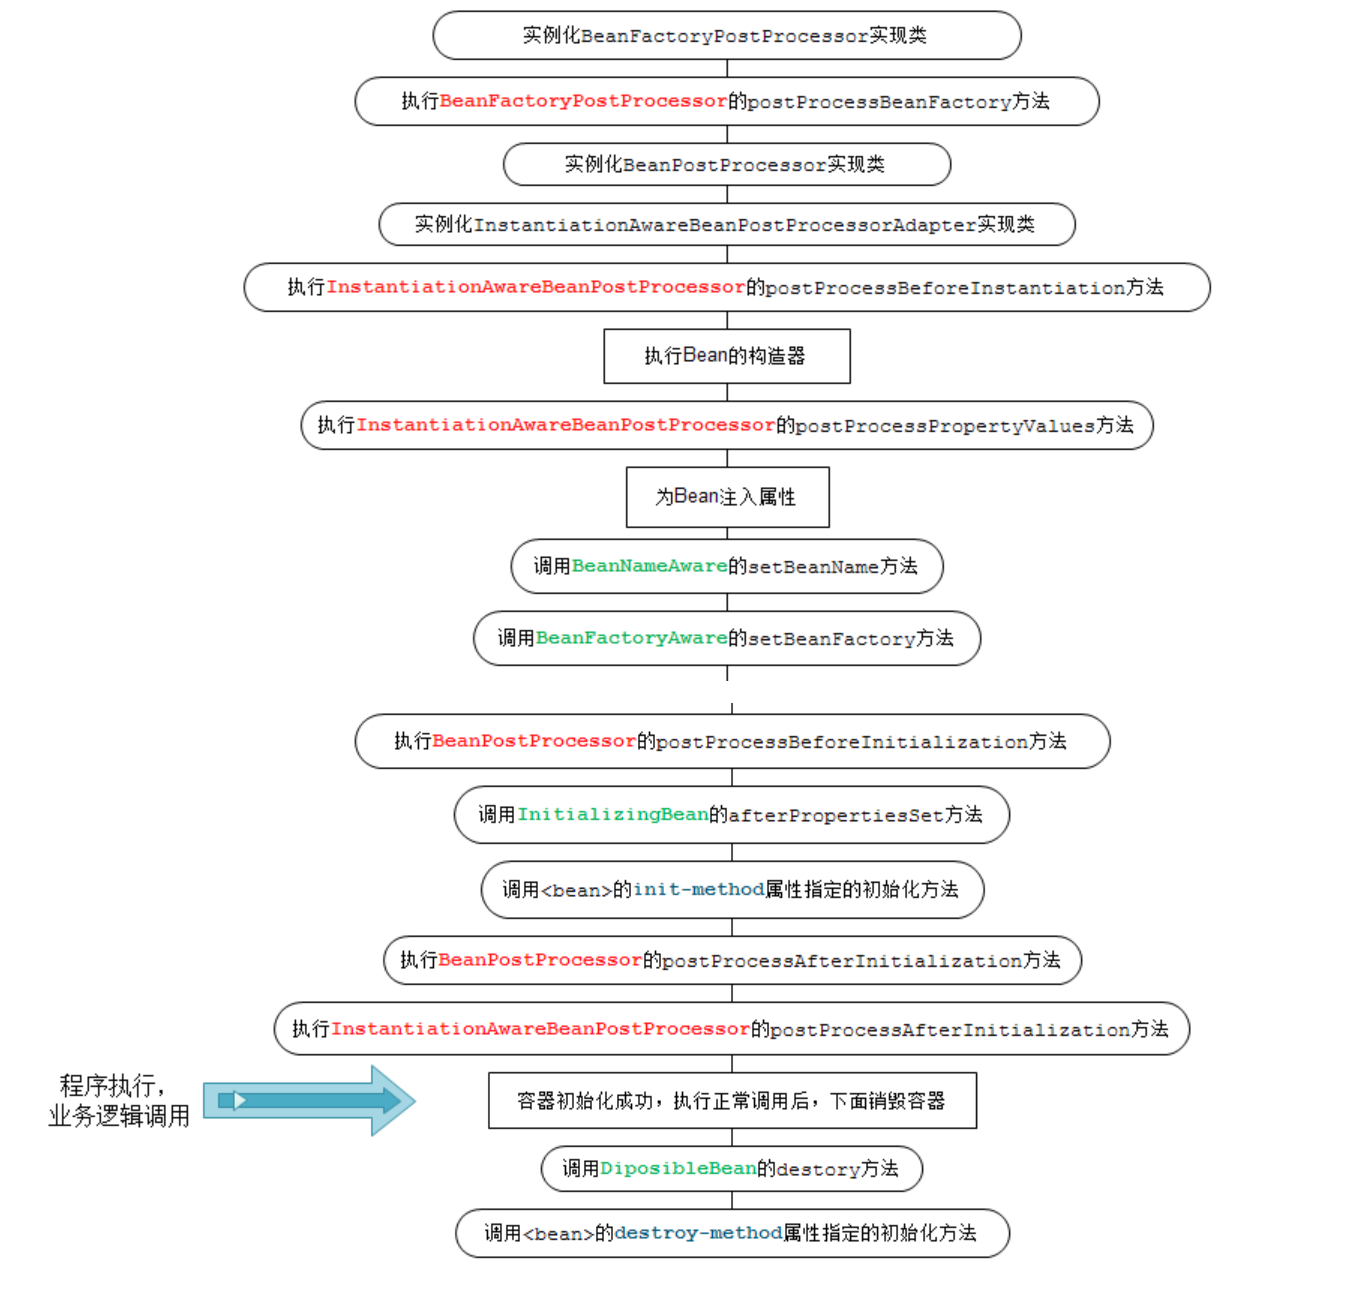 实例化BeanFactoryPostProcessor实现类
执行BeanFactoryPostProcessor的postProcessBeanFactory方法
实例化BeanPostProcessor实现类
实例化InstantiationAwareBeanPostProcessorAdapter实现类
执行InstantiationAwareBeanPostProcessor的postProcessBeforeInstantiation方法
执行Bean的构造器
执行InstantiationAwareBeanPostProcessor的postProcessPropertyValues方法
为Bean注入属性
调用BeanNameAware的setBeanName方法
调用BeanFactoryAware的setBeanFactory方法
执行BeanPostProcessor的postProcessBeforeInitialization方法
调用InitializingBean的afterPropertiesSet方法
调用<bean>的init-method属性指定的初始化方法
执行BeanPostProcessor的postProcessAfterInitialization方法
执行InstantiationAwareBeanPostProcessor的postProcessAfterInitialization方法
程序执行，
业务逻辑调用
容器初始化成功，执行正常调用后，下面销毁容器
调用DiposibleBean的destory方法
调用<bean>的destroy-method属性指定的初始化方法